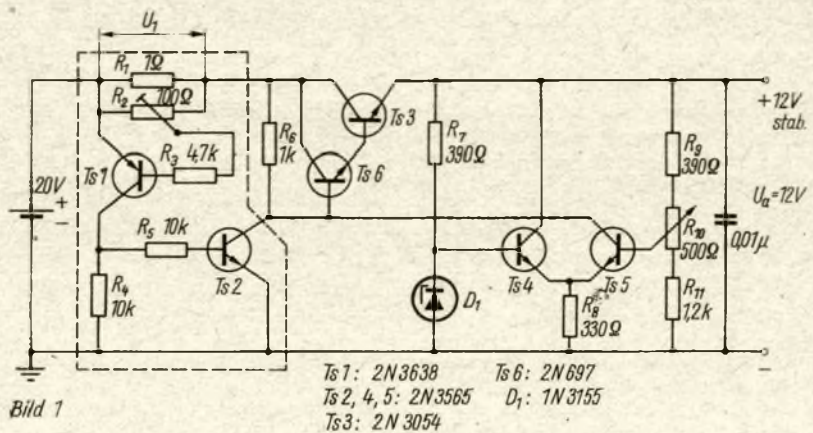 U₁
R₁ 1Ω
R₂ 100Ω
Ts1
R₃ 4,7k
20V
+
−
R₅ 10k
Ts2
R₄
10k
R₆
1k
Ts6
Ts3
R₇
390Ω
D₁
Ts4
Ts5
R₈
330Ω
R₉
390Ω
R₁₀
500Ω
R₁₁
1,2k
+12V
stab.
Uₐ=12V
0,01µ
−
Ts1: 2N3638 Ts6: 2N697
Ts2, 4, 5: 2N3565 D₁: 1N3155
Ts3: 2N3054
Bild 1